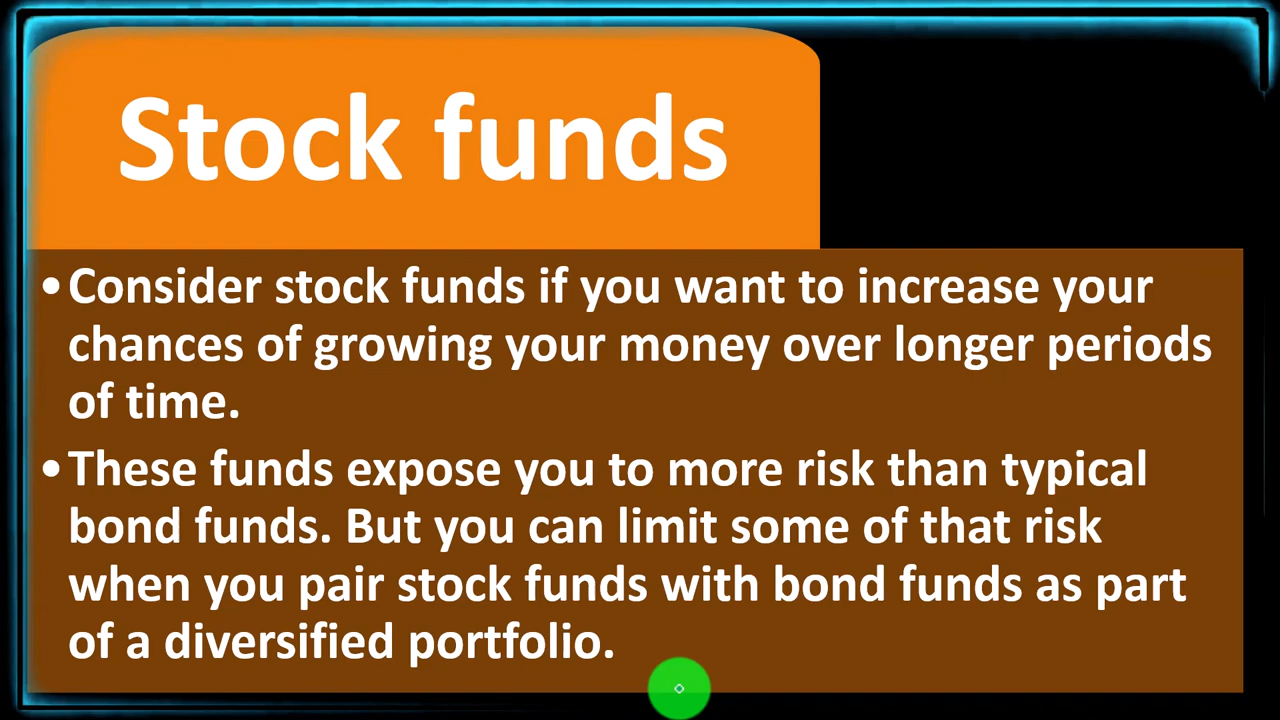 Stock funds
•Consider stock funds if you want to increase your
chances of growing your money over longer periods
of time.
•These funds expose you to more risk than typical
bond funds. But you can limit some of that risk
when you pair stock funds with bond funds as part
of a diversified portfolio.